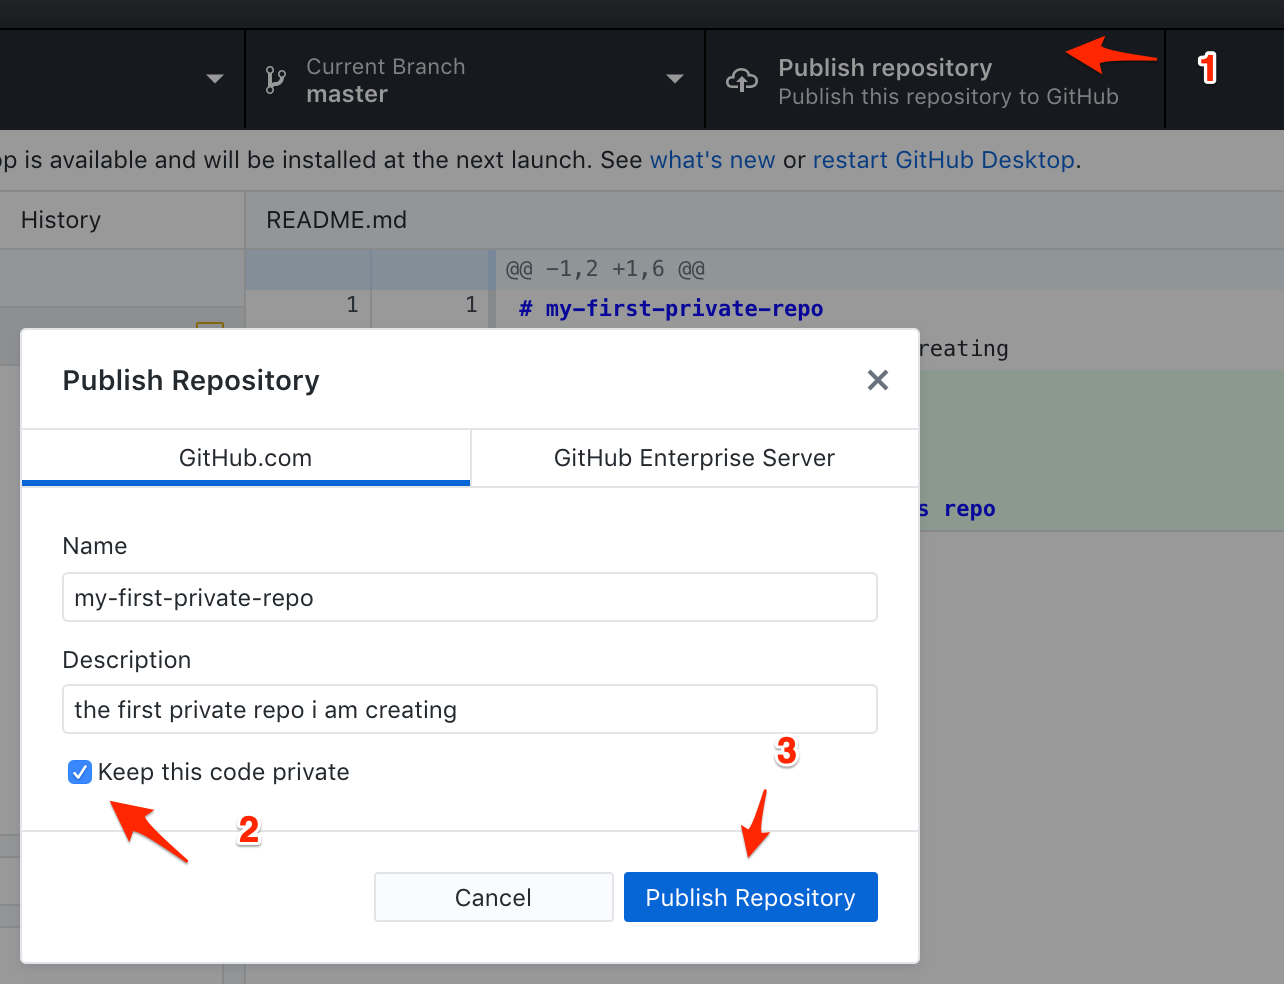 Current Branch
master
Publish repository
Publish this repository to GitHub
1
is available and will be installed at the next launch. See what's new or restart GitHub Desktop.
History
README.md
@@ -1,2 +1,6 @@
1 1 # my-first-private-repo
reating
Publish Repository
GitHub.com
GitHub Enterprise Server
s repo
Name
my-first-private-repo
Description
the first private repo i am creating
3
Keep this code private
2
Cancel
Publish Repository